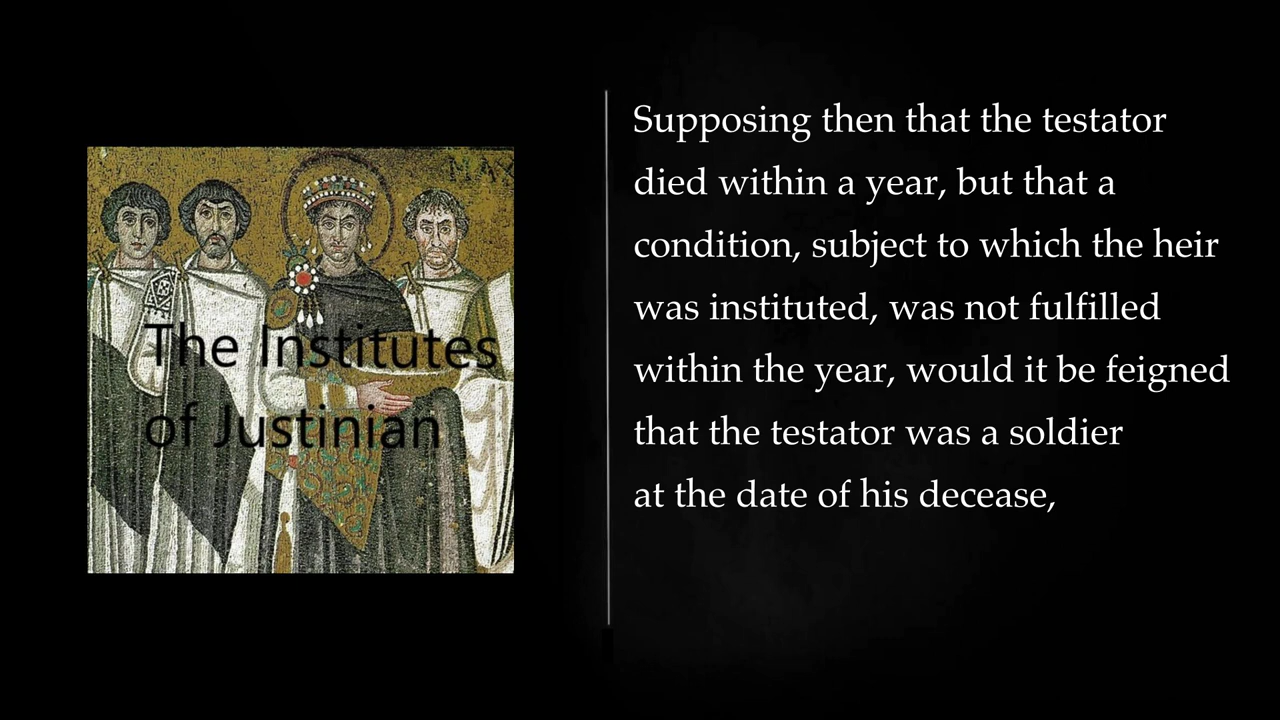 The Institutes
of Justinian
Supposing then that the testator
died within a year, but that a
condition, subject to which the heir
was instituted, was not fulfilled
within the year, would it be feigned
that the testator was a soldier
at the date of his decease,